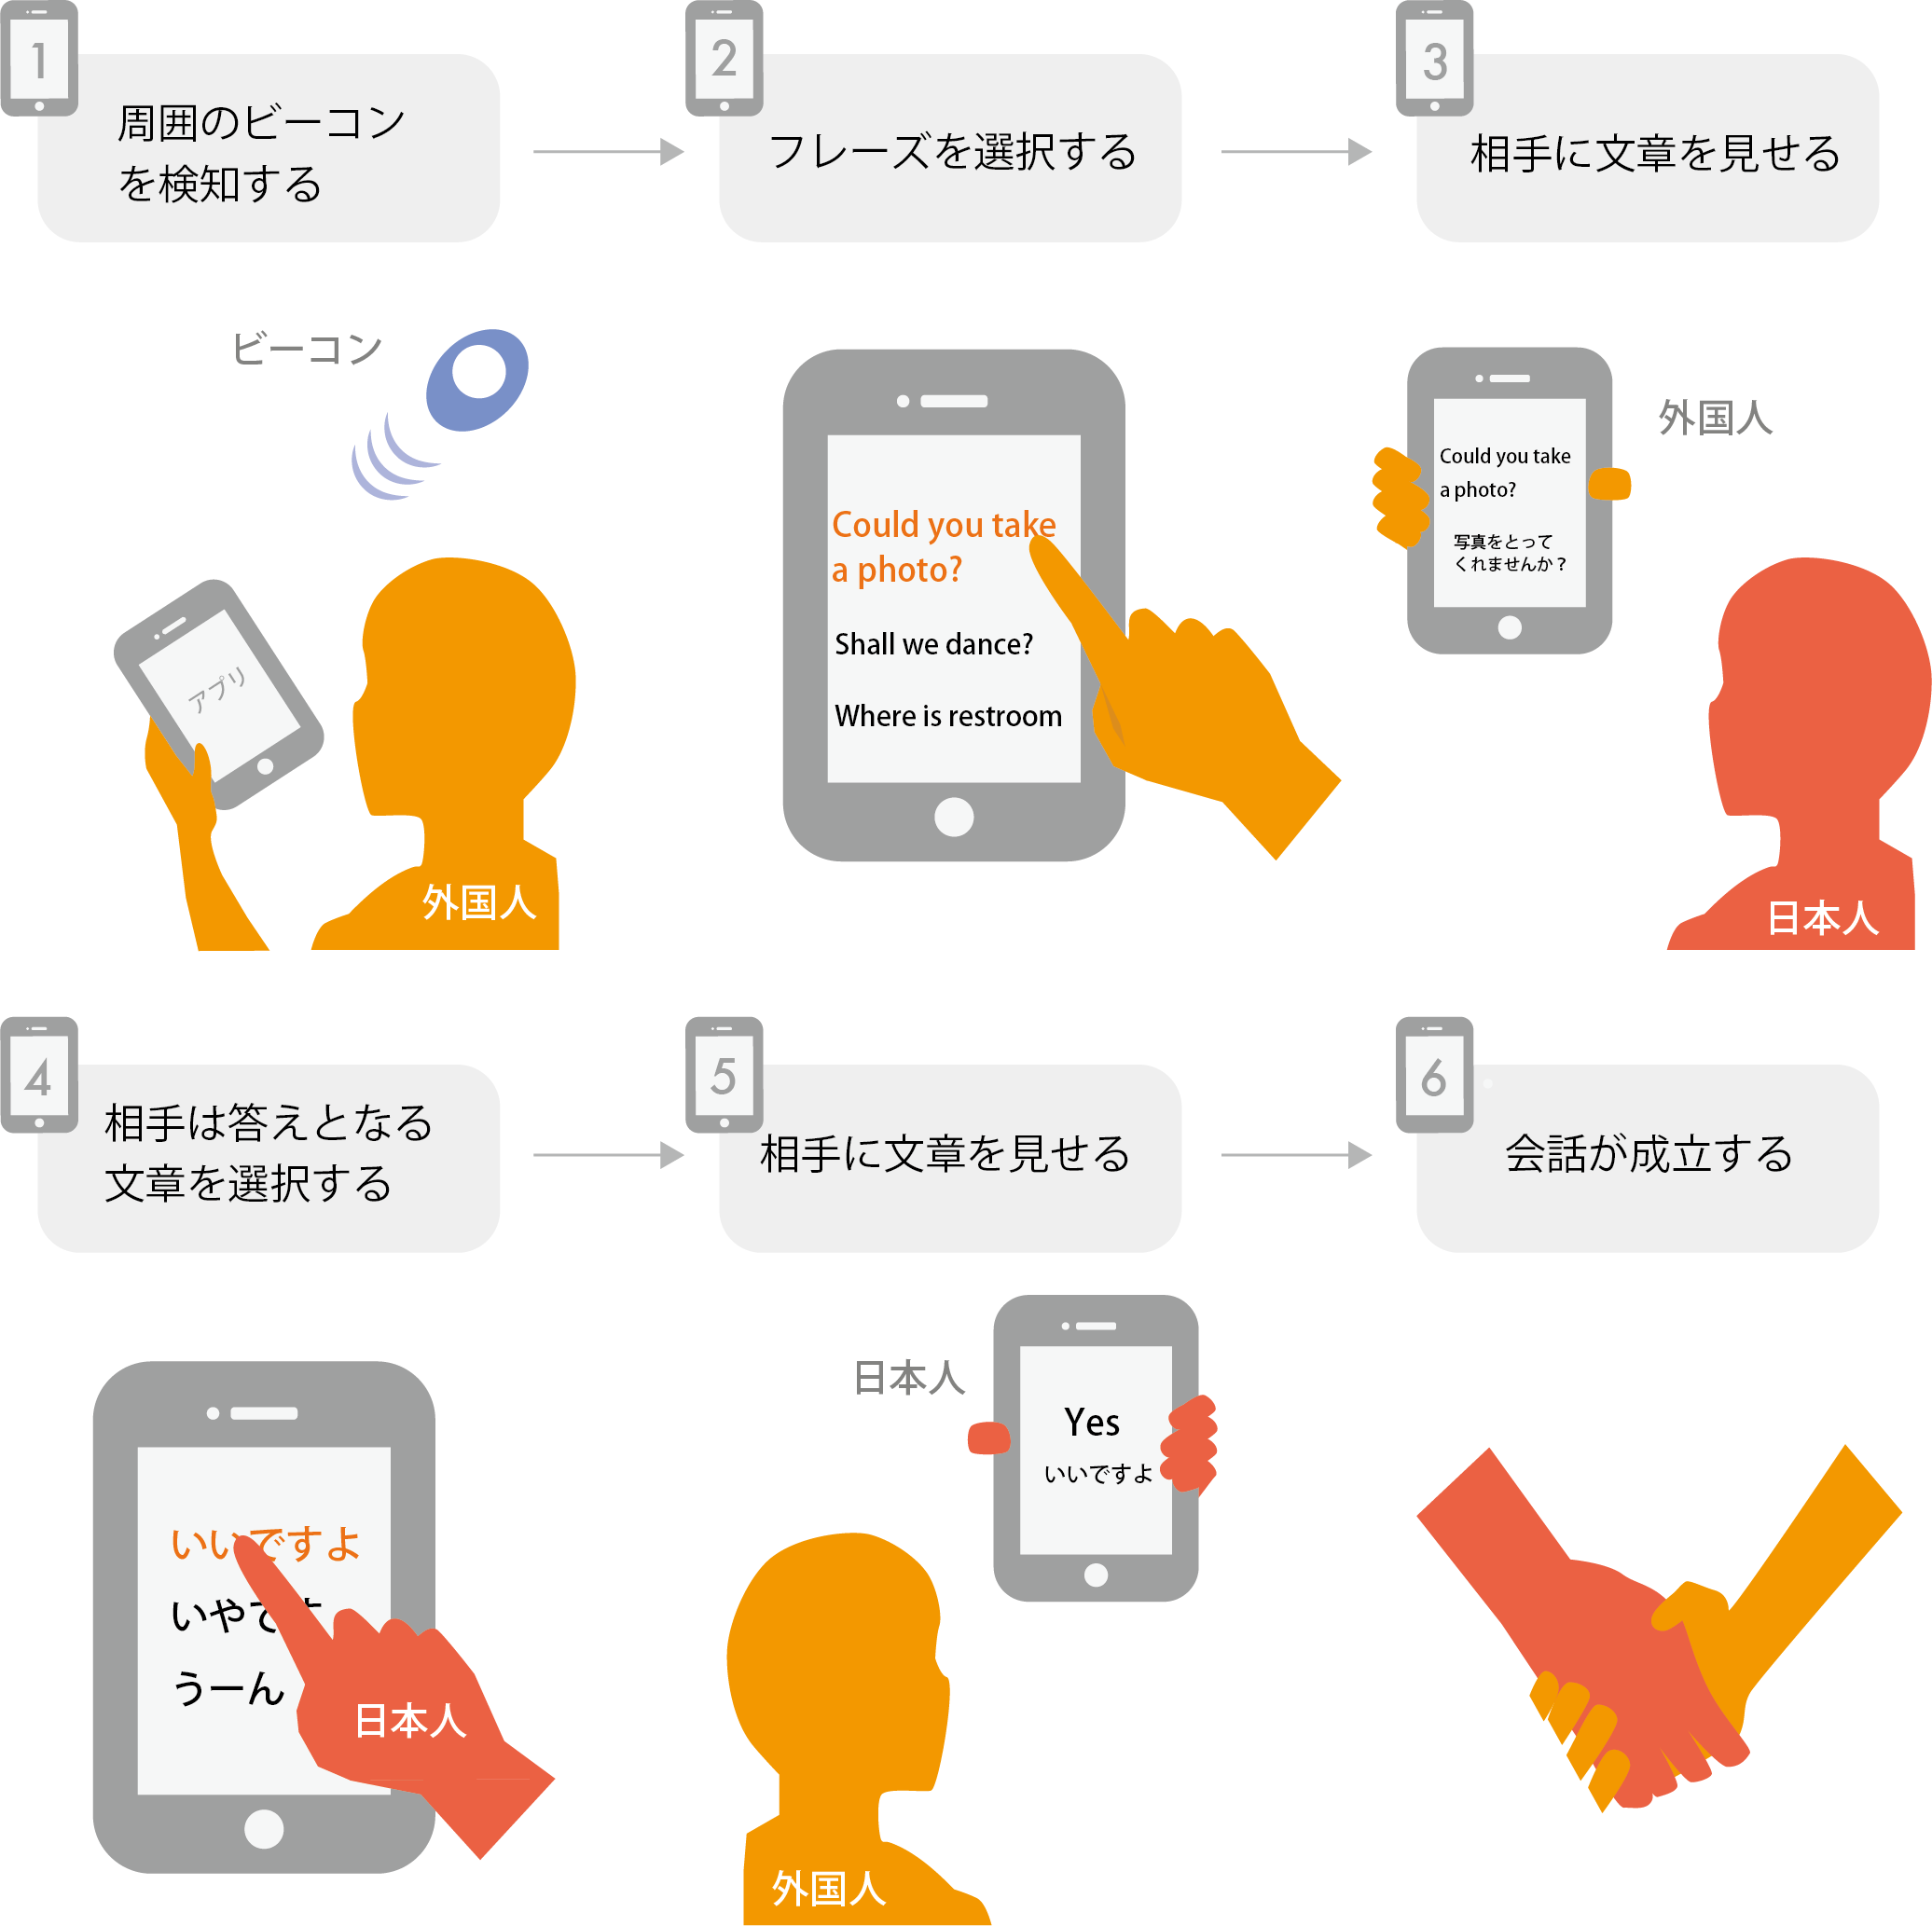 1
周囲のビーコン
を検知する
2
フレーズを選択する
3
相手に文章を見せる
ビーコン
アプリ
外国人
Could you take
a photo?
Shall we dance?
Where is restroom
外国人
Could you take
a photo?
写真をとって
くれませんか？
日本人
4
相手は答えとなる
文章を選択する
5
相手に文章を見せる
6
会話が成立する
いいですよ
いやです
うーん
日本人
日本人
Yes
いいですよ
外国人